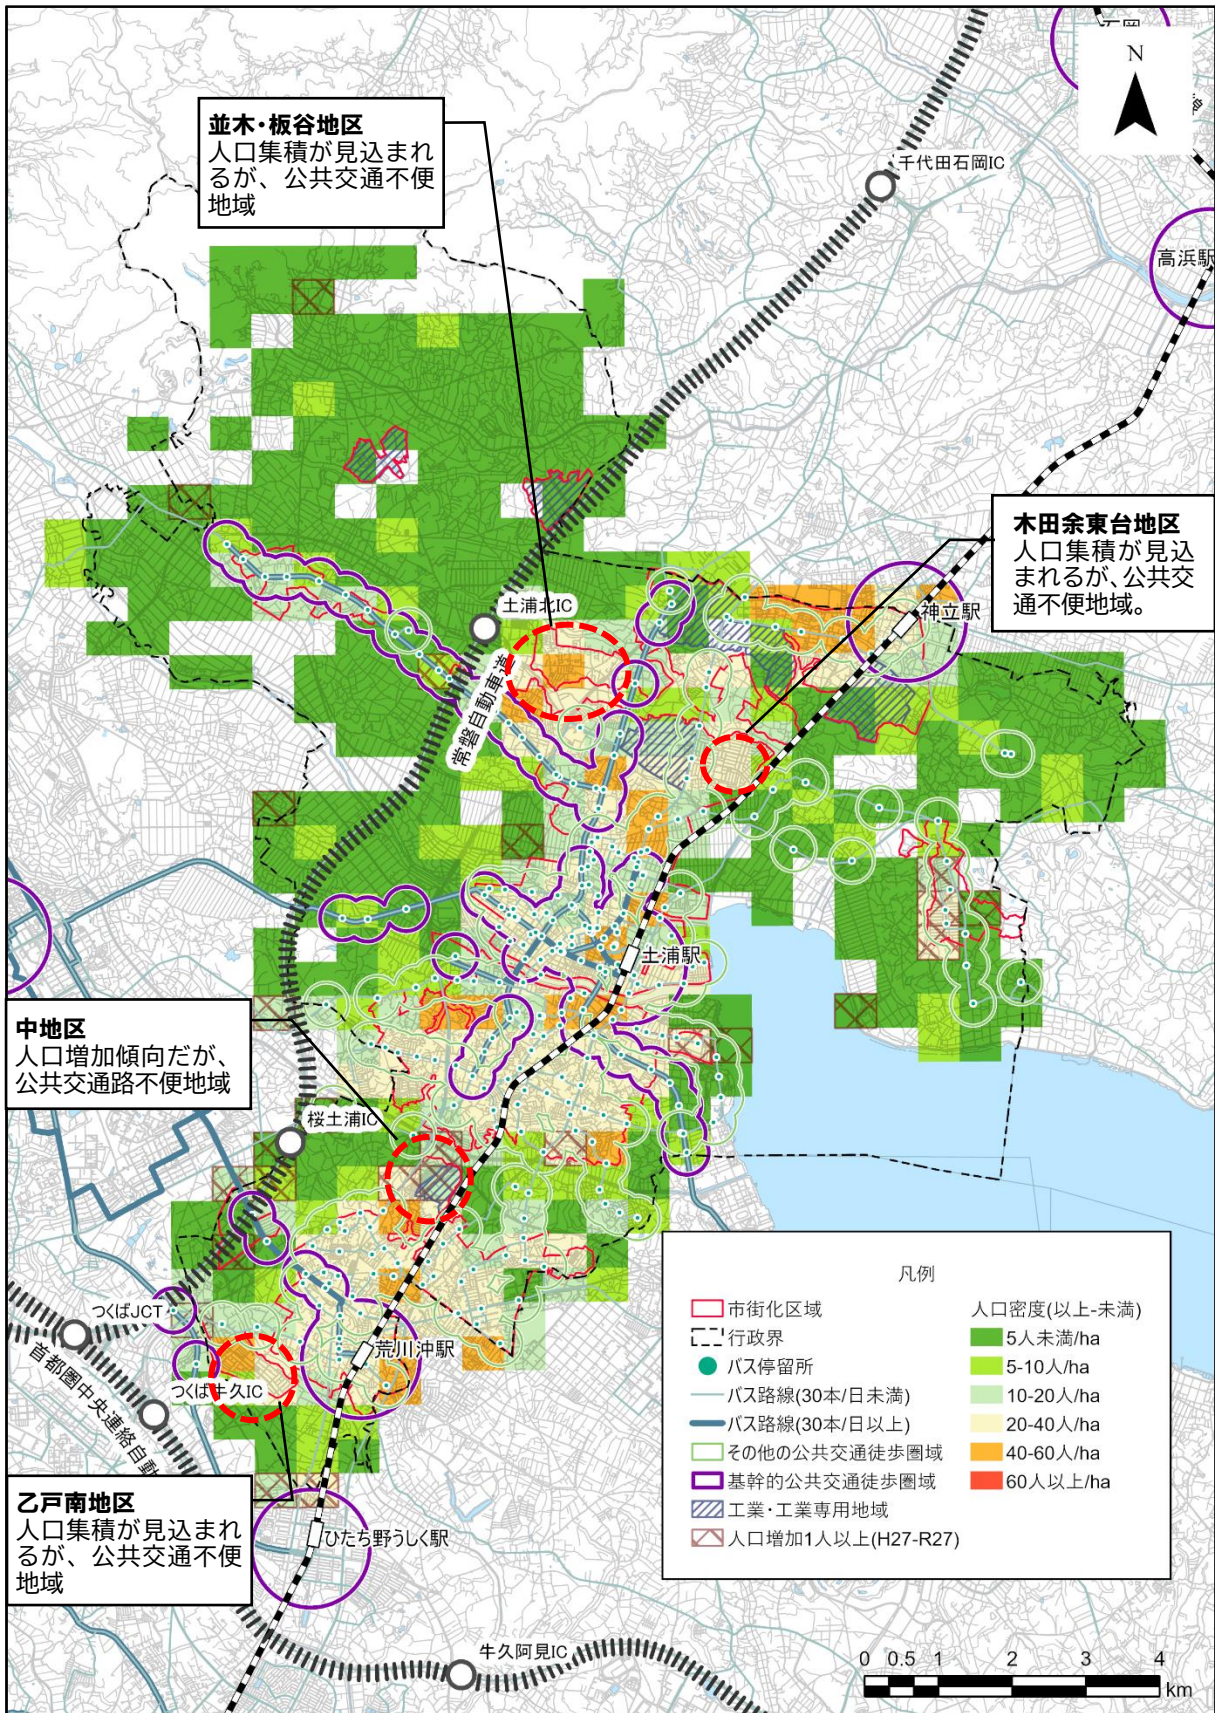 石岡
N
並木・板谷地区
人口集積が見込まれ
るが、公共交通不便
地域
千代田石岡IC
高浜駅
木田余東台地区
人口集積が見込
まれるが、公共交
通不便地域。
土浦北IC
神立駅
常磐自動車道
土浦駅
中地区
人口増加傾向だが、
公共交通路不便地域
桜土浦IC
つくばJCT
荒川沖駅
つくば牛久IC
首都圏中央連絡自動
乙戸南地区
人口集積が見込まれ
るが、公共交通不便
地域
ひたち野うしく駅
牛久阿見IC
凡例
市街化区域
行政界
バス停留所
バス路線(30本/日未満)
バス路線(30本/日以上)
その他の公共交通徒歩圏域
基幹的公共交通徒歩圏域
工業・工業専用地域
人口増加1人以上(H27-R27)
人口密度(以上-未満)
5人未満/ha
5-10人/ha
10-20人/ha
20-40人/ha
40-60人/ha
60人以上/ha
0 0.5 1 2 3 4
km